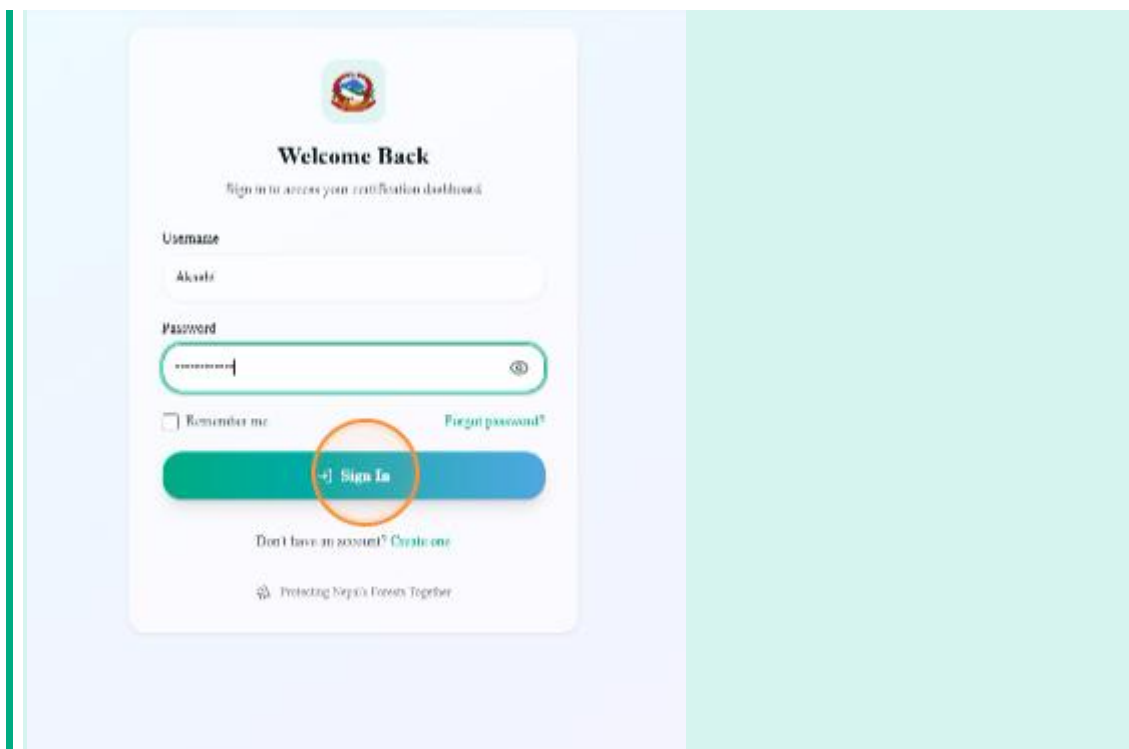 Welcome Back
Sign in to access your certification dashboard
Username
Password
Remember me
Forgot password?
Sign In
Don't have an account? Create one
Protecting Nepal's Forests Together